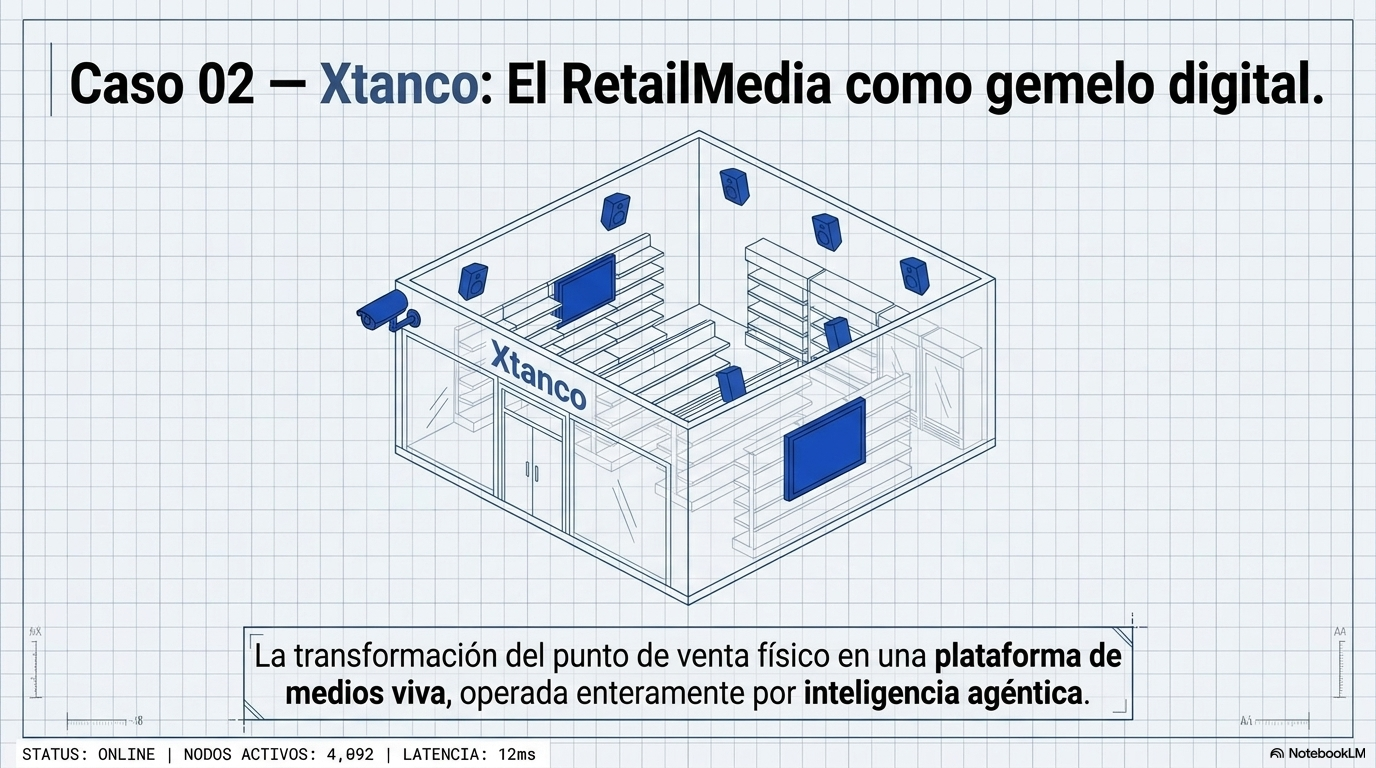 Caso 02 — Xtanco: El RetailMedia como gemelo digital.
Xtanco
La transformación del punto de venta físico en una plataforma de
medios viva, operada enteramente por inteligencia agéntica.
AA
STATUS: ONLINE | NODOS ACTIVOS: 4,092 | LATENCIA: 12ms
NotebookLM